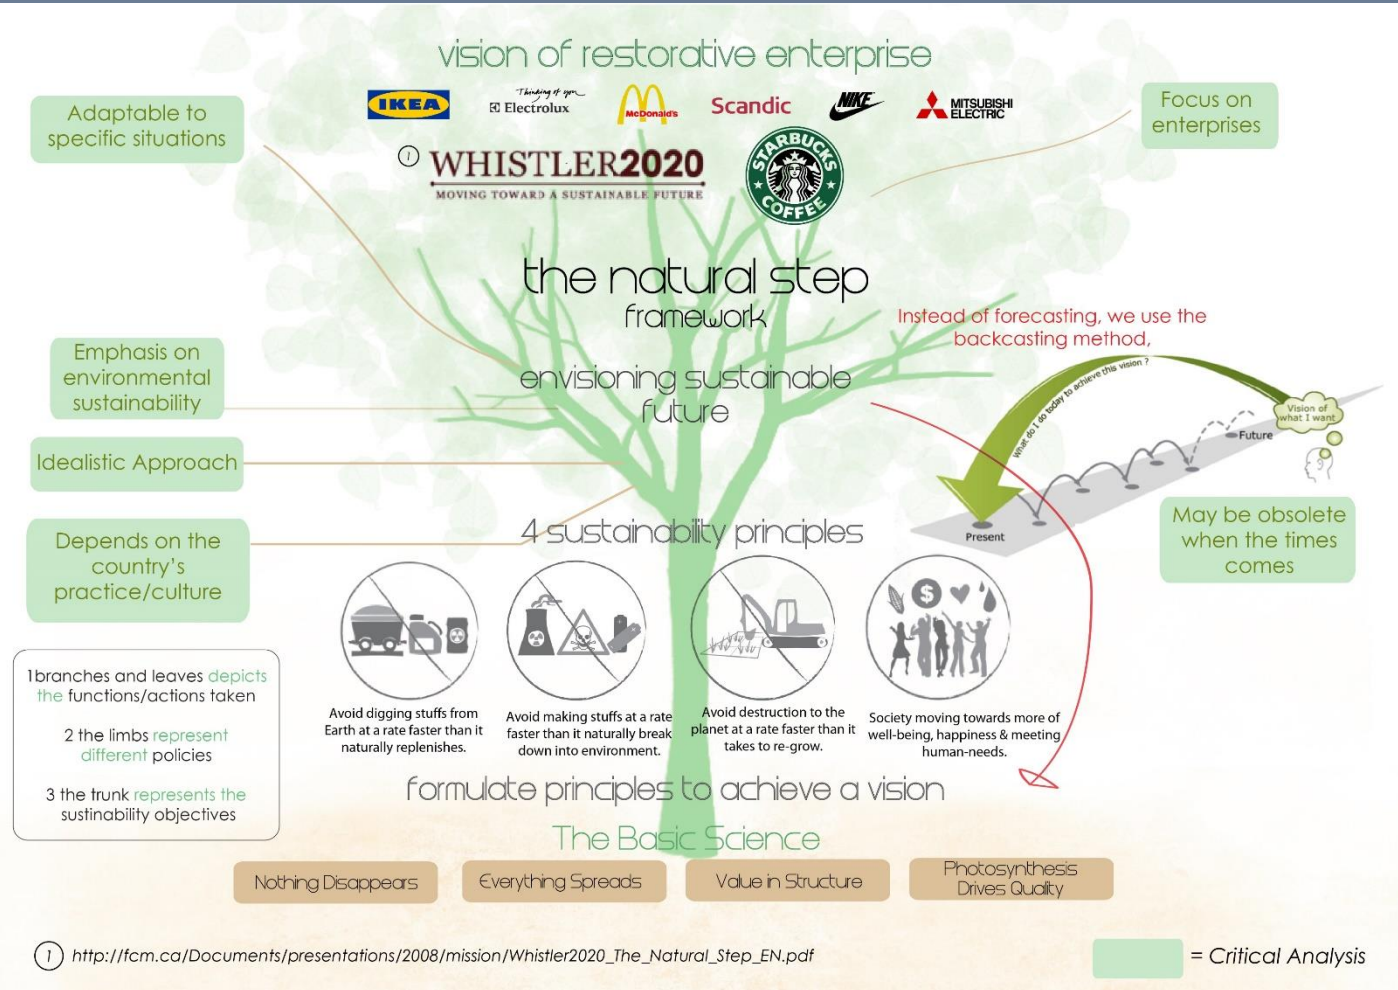 vision of restorative enterprise
IKEA
Thinking of you
Electrolux
McDonald's
Scandic
NIKE
MITSUBISHI
ELECTRIC
Adaptable to
specific situations
Focus on
enterprises
1
WHISTLER2020
MOVING TOWARD A SUSTAINABLE FUTURE
STARBUCKS
COFFEE
the natural step
framework
Instead of forecasting, we use the
backcasting method,
Emphasis on
environmental
sustainability
envisioning sustainable
future
What do I do today to achieve this vision ?
Vision of
what I want
Future
Present
Idealistic Approach
Depends on the
country's
practice/culture
May be obsolete
when the times
comes
4 sustainability principles
$
Avoid digging stuffs from
Earth at a rate faster than it
naturally replenishes.
Avoid making stuffs at a rate
faster than it naturally break
down into environment.
Avoid destruction to the
planet at a rate faster than it
takes to re-grow.
Society moving towards more of
well-being, happiness & meeting
human-needs.
1branches and leaves depicts
the functions/actions taken
2 the limbs represent
different policies
3 the trunk represents the
sustinability objectives
formulate principles to achieve a vision
The Basic Science
Nothing Disappears
Everything Spreads
Value in Structure
Photosynthesis
Drives Quality
1 http://fcm.ca/Documents/presentations/2008/mission/Whistler2020_The_Natural_Step_EN.pdf
= Critical Analysis